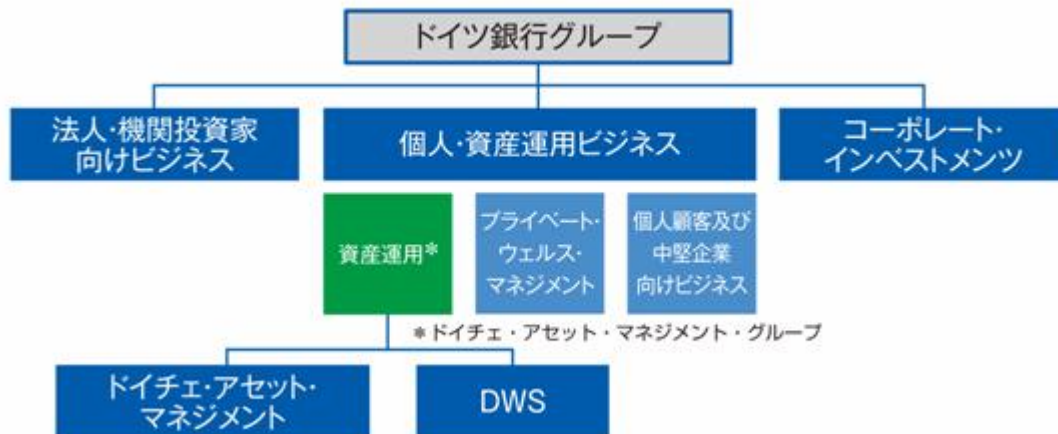 ドイツ銀行グループ
法人・機関投資家
向けビジネス
個人・資産運用ビジネス
コーポレート・
インベストメンツ
資産運用*
プライベート・
ウェルス・
マネジメント
個人顧客及び
中堅企業
向けビジネス
*ドイチェ・アセット・マネジメント・グループ
ドイチェ・アセット・
マネジメント
DWS